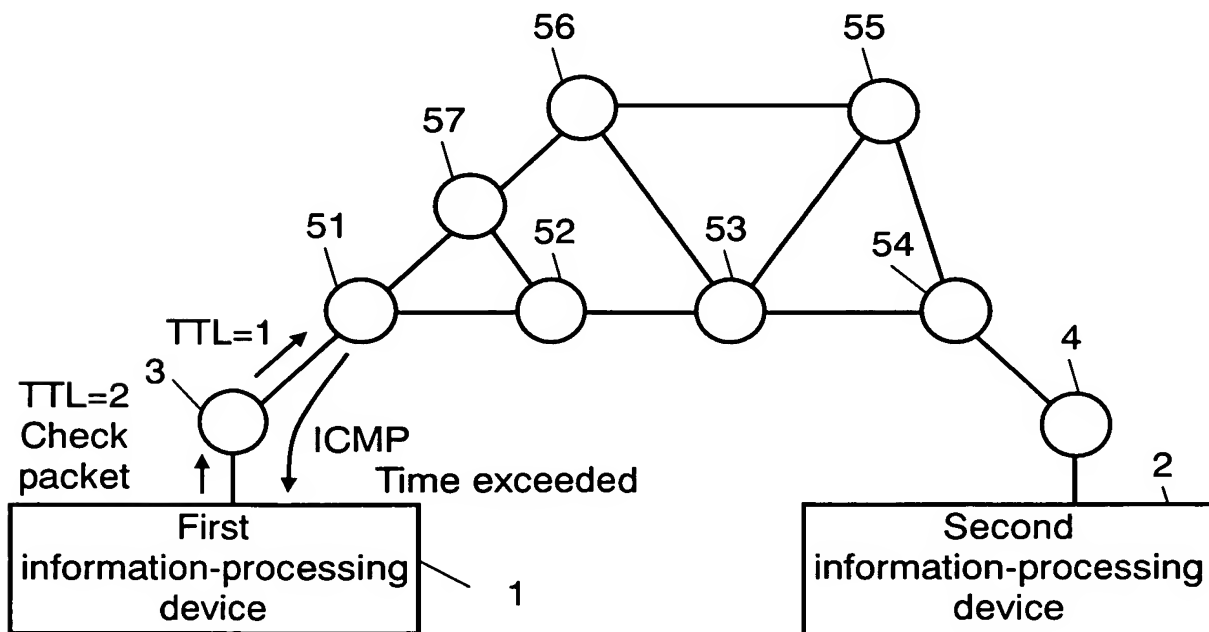 56
55
57
51
52
53
54
TTL=1
3
4
TTL=2
Check
packet
ICMP
Time exceeded
2
First
information-processing
device
1
Second
information-processing
device